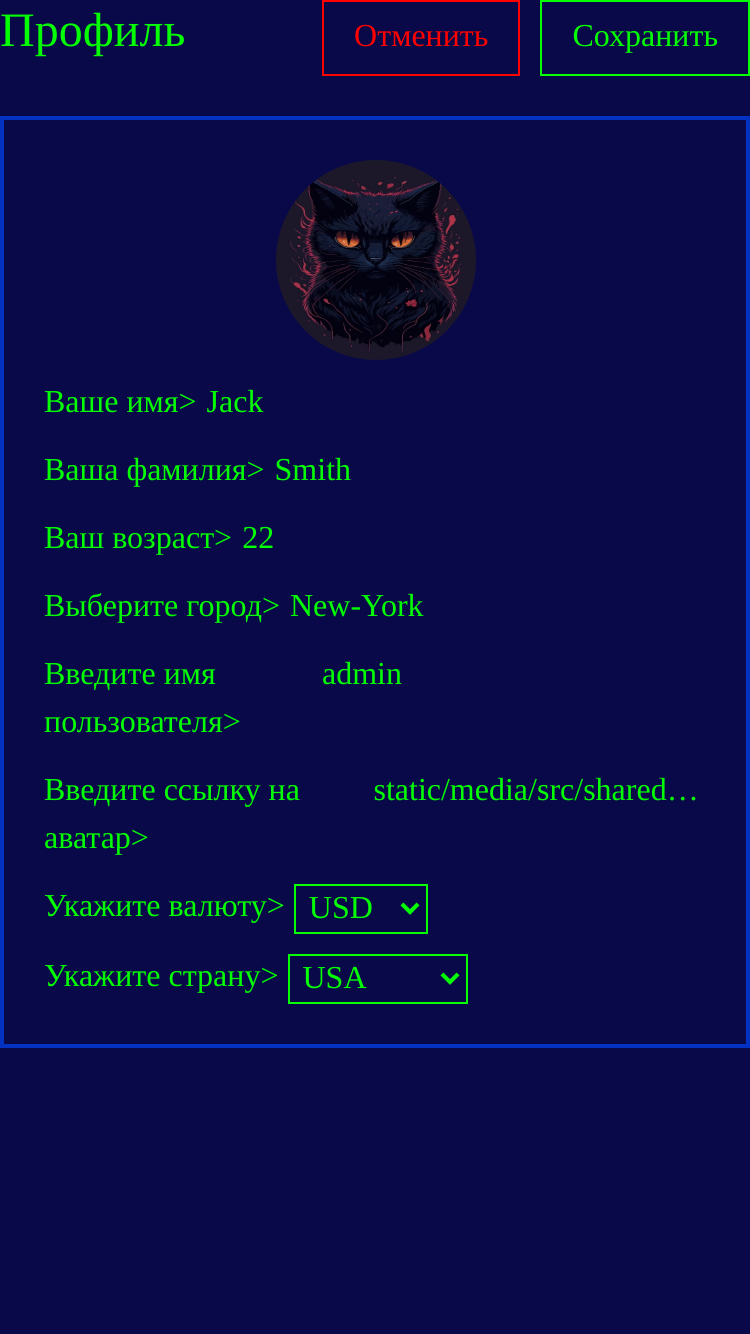 Профиль
Отменить
Сохранить
Ваше имя> Jack
Ваша фамилия> Smith
Ваш возраст> 22
Выберите город> New-York
Введите имя пользователя> admin
Введите ссылку на аватар> static/media/src/shared…
Укажите валюту> USD
Укажите страну> USA